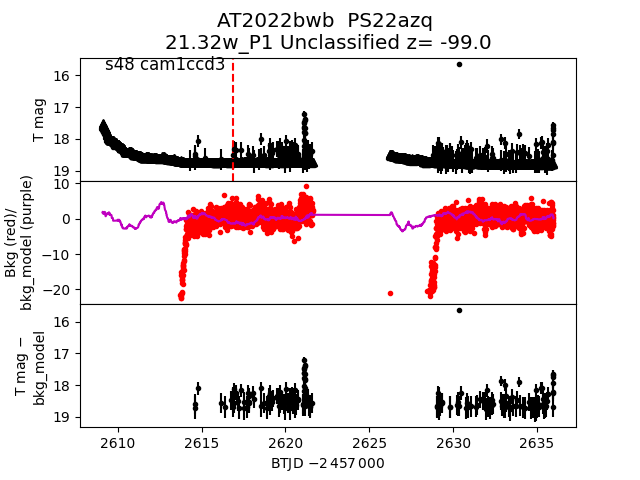 AT2022bwb  PS22azq
21.32w_P1 Unclassified z= -99.0
s48 cam1ccd3
T mag
16
17
18
19
Bkg (red)/
bkg_model (purple)
10
0
−10
−20
T mag −
bkg_model
16
17
18
19
2610 2615 2620 2625 2630 2635
BTJD −2 457 000